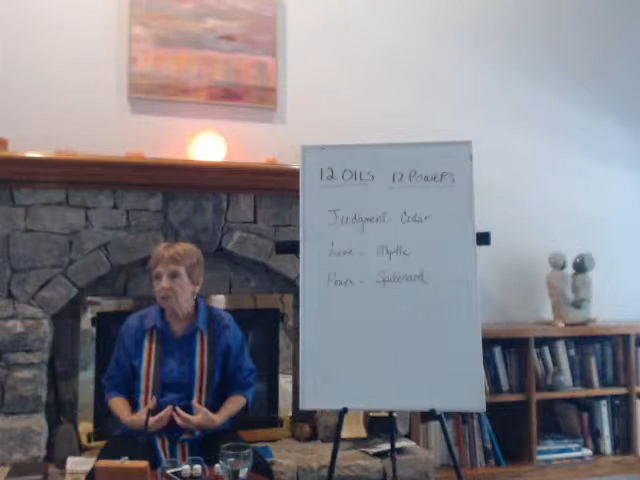 12 OILS 12 POWERS
Judgment - Cedar
Love - Myrtle
Power - Spikenard